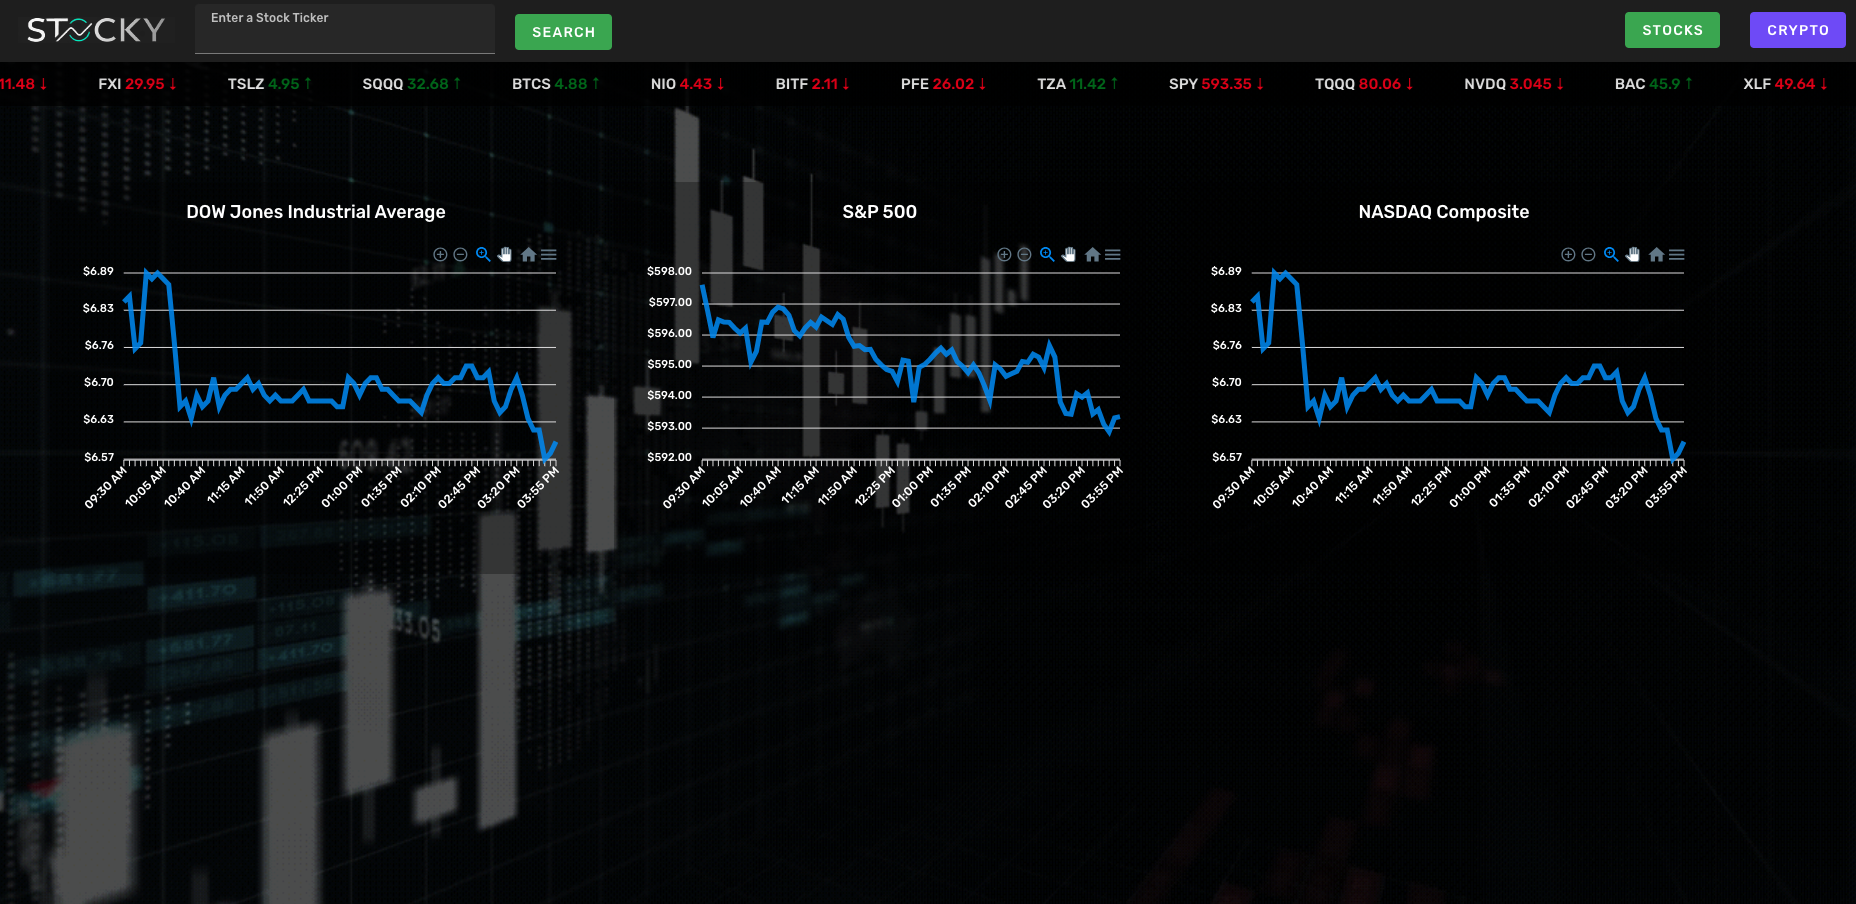 STOCKY
Enter a Stock Ticker
SEARCH
STOCKS
CRYPTO
11.48 ↓ FXI 29.95 ↓ TSLZ 4.95 ↑ SQQQ 32.68 ↑ BTCS 4.88 ↑ NIO 4.43 ↓ BITF 2.11 ↓ PFE 26.02 ↓ TZA 11.42 ↑ SPY 593.35 ↓ TQQQ 80.06 ↓ NVDQ 3.045 ↓ BAC 45.9 ↑ XLF 49.64 ↓
DOW Jones Industrial Average
$6.89
$6.83
$6.76
$6.70
$6.63
$6.57
09:30 AM 10:05 AM 10:40 AM 11:15 AM 11:50 AM 12:25 PM 01:00 PM 01:35 PM 02:10 PM 02:45 PM 03:20 PM 03:55 PM
S&P 500
$598.00
$597.00
$596.00
$595.00
$594.00
$593.00
$592.00
09:30 AM 10:05 AM 10:40 AM 11:15 AM 11:50 AM 12:25 PM 01:00 PM 01:35 PM 02:10 PM 02:45 PM 03:20 PM 03:55 PM
NASDAQ Composite
$6.89
$6.83
$6.76
$6.70
$6.63
$6.57
09:30 AM 10:05 AM 10:40 AM 11:15 AM 11:50 AM 12:25 PM 01:00 PM 01:35 PM 02:10 PM 02:45 PM 03:20 PM 03:55 PM
+411.70
33.05
+681.77
+411.70